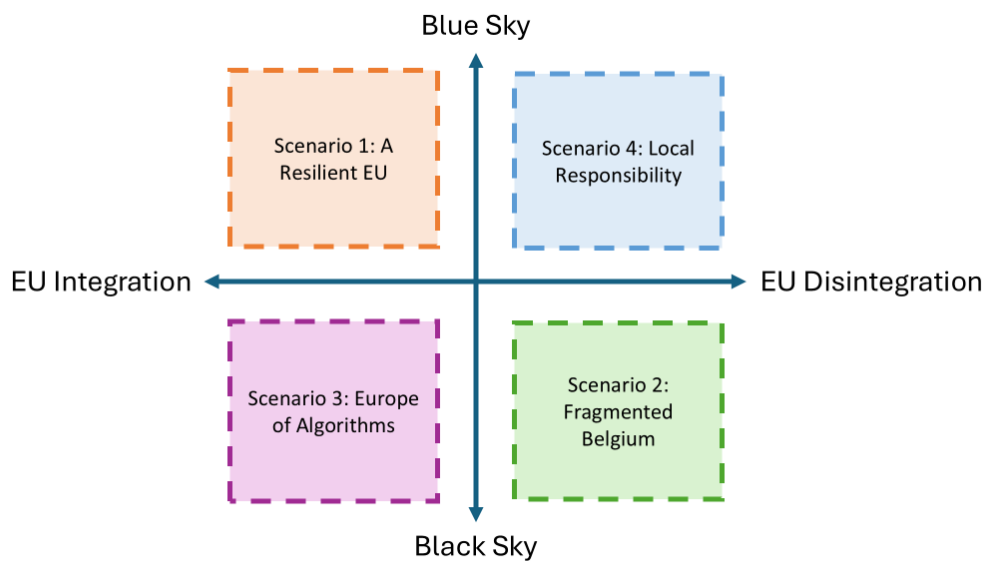 Blue Sky
Scenario 1: A
Resilient EU
Scenario 4: Local
Responsibility
EU Integration
EU Disintegration
Scenario 3: Europe
of Algorithms
Scenario 2:
Fragmented
Belgium
Black Sky